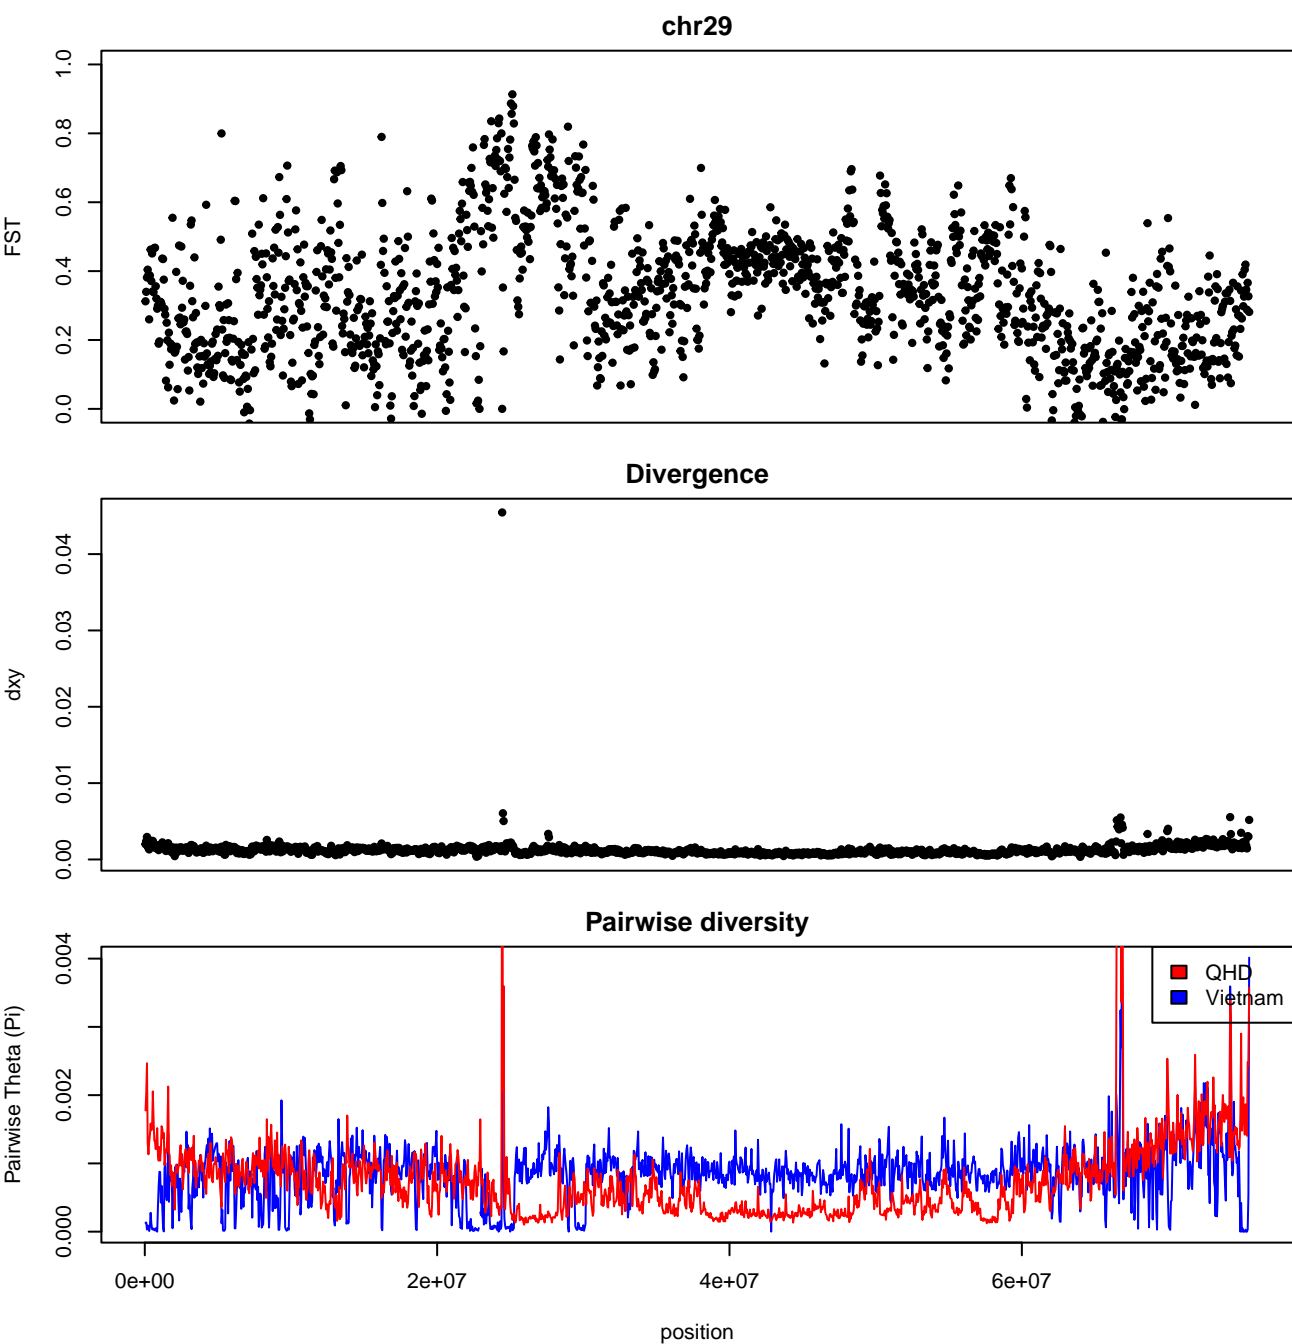 chr29
FST
1.0
0.8
0.6
0.4
0.2
0.0
Divergence
dxy
0.04
0.03
0.02
0.01
0.00
Pairwise diversity
Pairwise Theta (Pi)
0.004
0.002
0.000
QHD
Vietnam
0e+00 2e+07 4e+07 6e+07
position